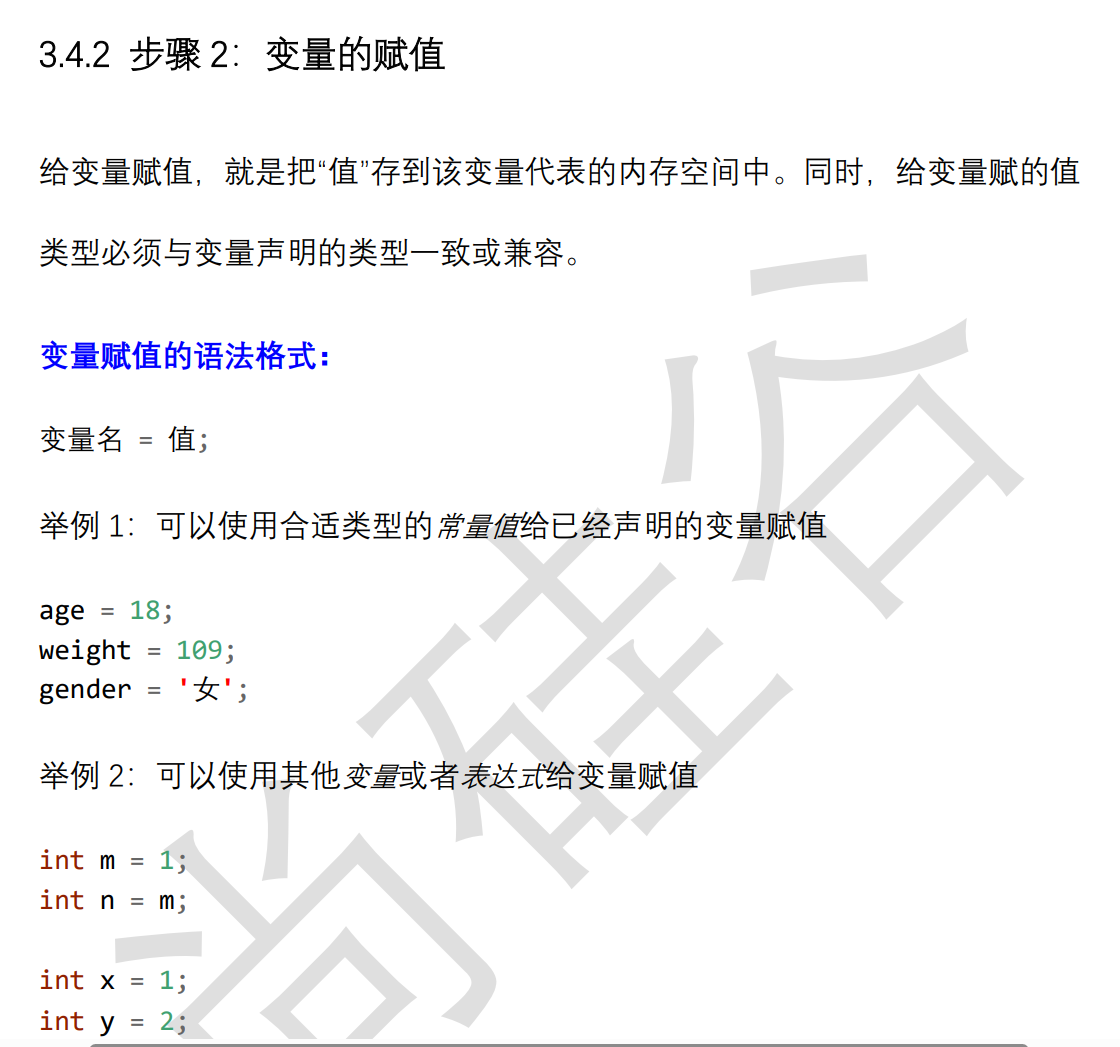 3.4.2 步骤 2：变量的赋值
给变量赋值，就是把“值”存到该变量代表的内存空间中。同时，给变量赋的值
类型必须与变量声明的类型一致或兼容。
变量赋值的语法格式：
变量名 = 值;
举例 1：可以使用合适类型的常量值给已经声明的变量赋值
age = 18;
weight = 109;
gender = '女';
举例 2：可以使用其他变量或者表达式给变量赋值
int m = 1;
int n = m;
int x = 1;
int y = 2;
尚硅谷